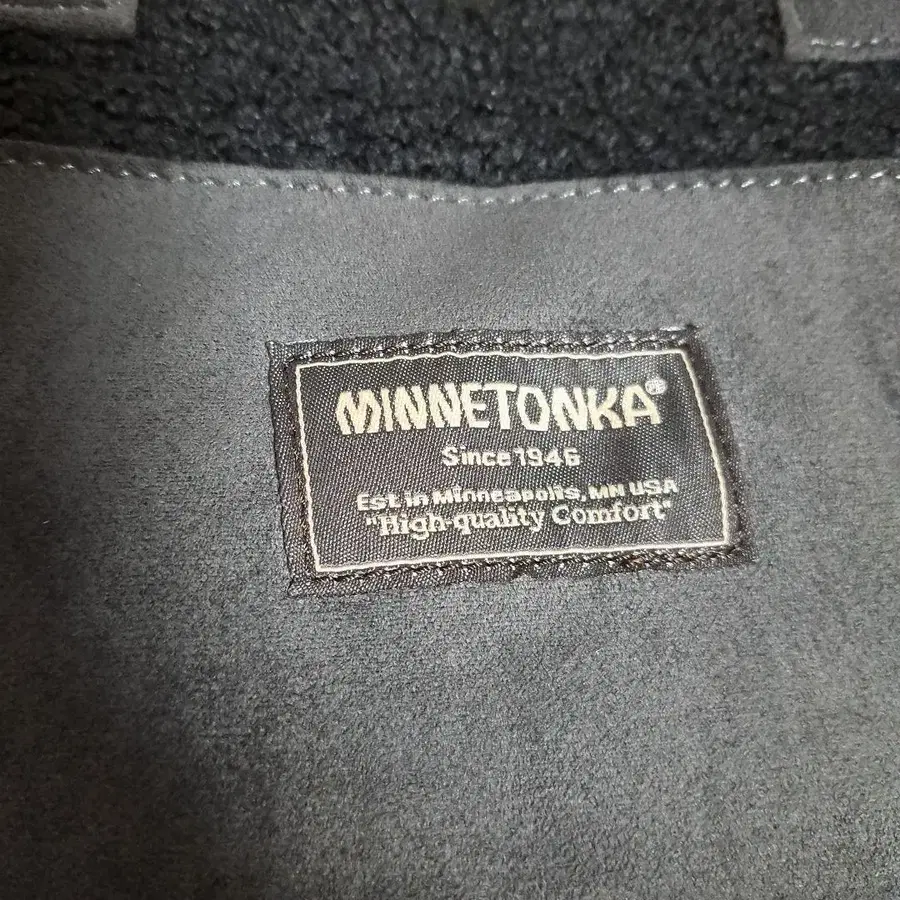 MINNETONKA®
Since 1946
Est in Minneapolis, MN USA
"High-quality Comfort"